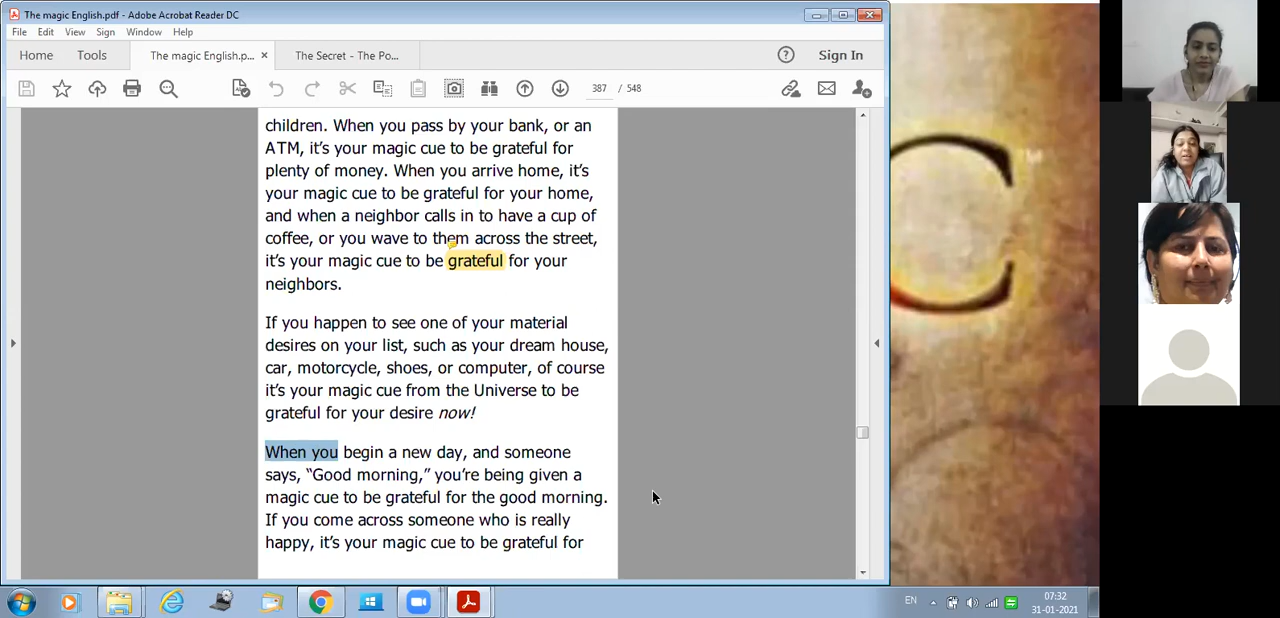 The magic English.pdf - Adobe Acrobat Reader DC
File Edit View Sign Window Help
Home Tools The magic English.p... × The Secret - The Po... ? Sign In
387 / 548
children. When you pass by your bank, or an
ATM, it's your magic cue to be grateful for
plenty of money. When you arrive home, it's
your magic cue to be grateful for your home,
and when a neighbor calls in to have a cup of
coffee, or you wave to them across the street,
it's your magic cue to be grateful for your
neighbors.
If you happen to see one of your material
desires on your list, such as your dream house,
car, motorcycle, shoes, or computer, of course
it's your magic cue from the Universe to be
grateful for your desire now!
When you begin a new day, and someone
says, “Good morning,” you're being given a
magic cue to be grateful for the good morning.
If you come across someone who is really
happy, it's your magic cue to be grateful for
C
TM
EN
07:32
31-01-2021